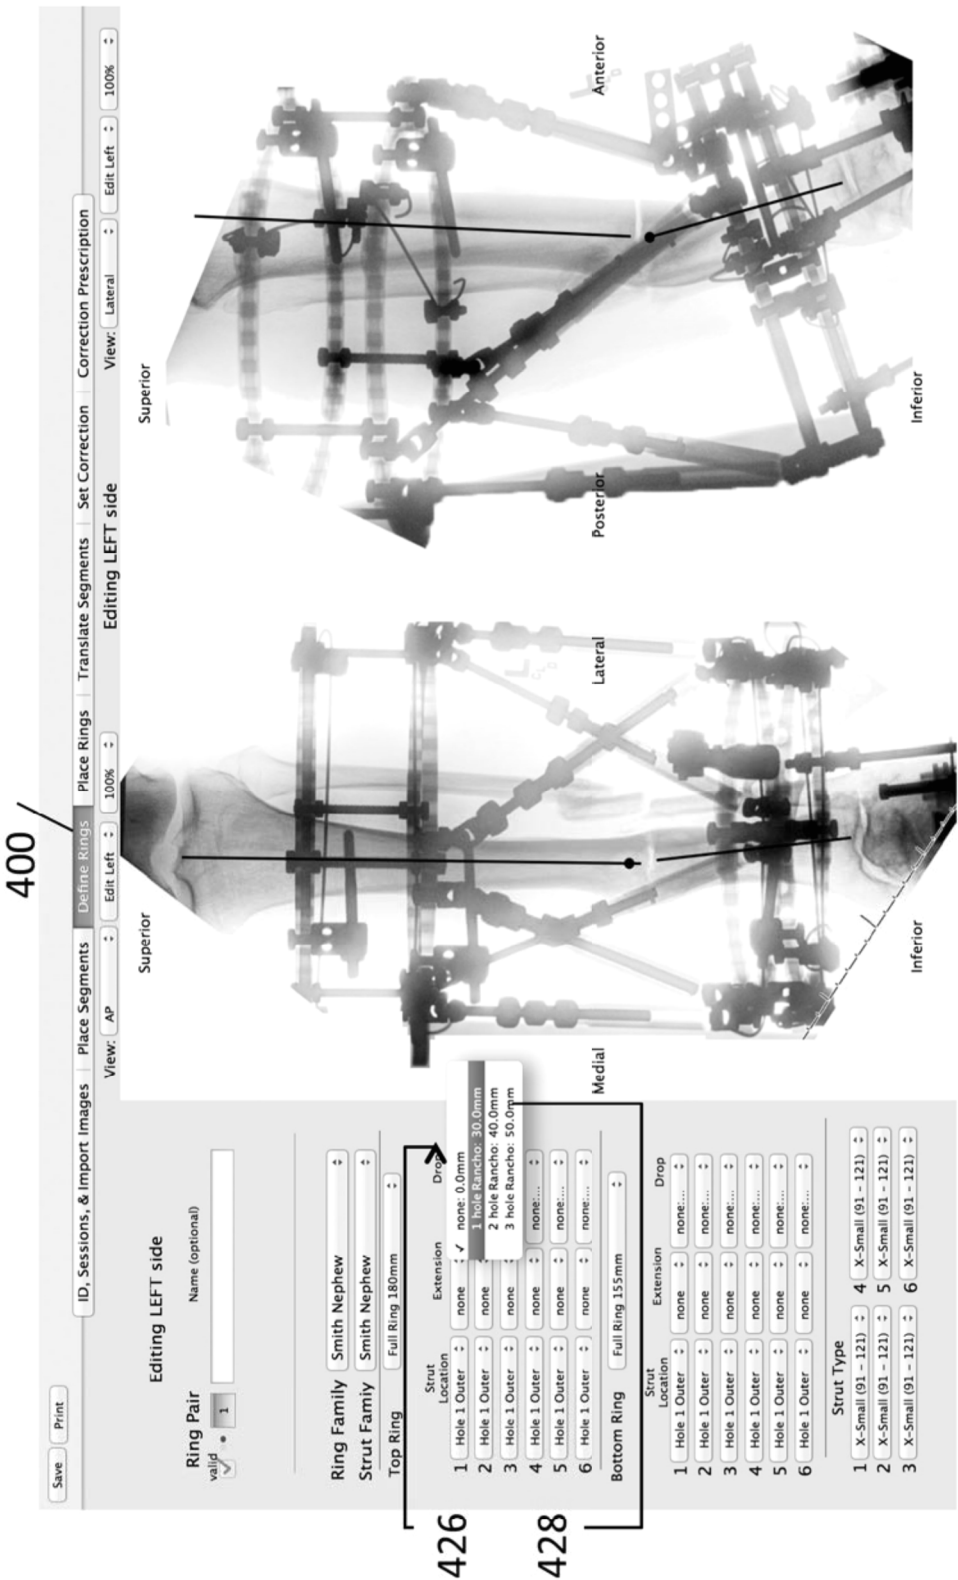 400
Save Print
ID, Sessions, & Import Images Place Segments Define Rings Place Rings Translate Segments Set Correction Correction Prescription
View: AP Edit Left 100% Editing LEFT side View: Lateral Edit Left 100%
Editing LEFT side
Ring Pair Name (optional)
valid 1
Ring Family Smith Nephew
Strut Famiy Smith Nephew
Top Ring Full Ring 180mm
Strut Location Extension Drop
1 Hole 1 Outer none
2 Hole 1 Outer none
3 Hole 1 Outer none
4 Hole 1 Outer none none:...
5 Hole 1 Outer none none:...
6 Hole 1 Outer none none:...
✓ none: 0.0mm
1 hole Rancho: 30.0mm
2 hole Rancho: 40.0mm
3 hole Rancho: 50.0mm
Bottom Ring Full Ring 155mm
Strut Location Extension Drop
1 Hole 1 Outer none none:...
2 Hole 1 Outer none none:...
3 Hole 1 Outer none none:...
4 Hole 1 Outer none none:...
5 Hole 1 Outer none none:...
6 Hole 1 Outer none none:...
Strut Type
1 X-Small (91 - 121) 4 X-Small (91 - 121)
2 X-Small (91 - 121) 5 X-Small (91 - 121)
3 X-Small (91 - 121) 6 X-Small (91 - 121)
Superior
Medial
Lateral
Inferior
Superior
Posterior
Anterior
Inferior
426
428